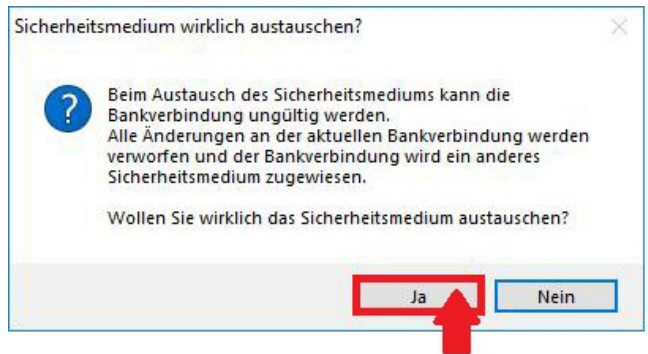 Sicherheitsmedium wirklich austauschen?
Beim Austausch des Sicherheitsmediums kann die
Bankverbindung ungültig werden.
Alle Änderungen an der aktuellen Bankverbindung werden
verworfen und der Bankverbindung wird ein anderes
Sicherheitsmedium zugewiesen.
Wollen Sie wirklich das Sicherheitsmedium austauschen?
Ja
Nein